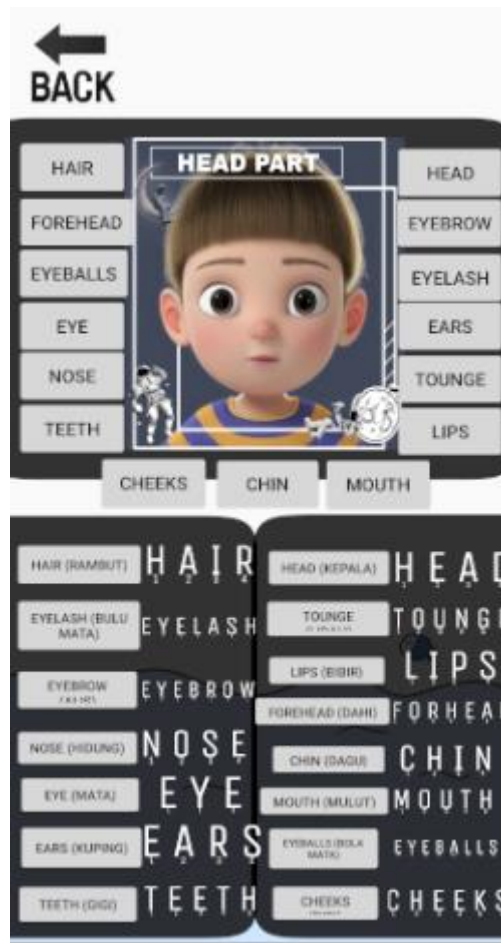 BACK
HEAD PART
HAIR
FOREHEAD
EYEBALLS
EYE
NOSE
TEETH
HEAD
EYEBROW
EYELASH
EARS
TOUNGE
LIPS
CHEEKS
CHIN
MOUTH
HAIR (RAMBUT)
HAIR
EYELASH (BULU
MATA)
EYELASH
EYEBROW
EYEBROW
NOSE (HIDUNG)
NOSE
EYE (MATA)
EYE
EARS (KUPING)
EARS
TEETH (GIGI)
TEETH
HEAD (KEPALA)
HEAD
TOUNGE
TOUNG
LIPS (BIBIR)
LIPS
FOREHEAD (DAHI)
FORHEA
CHIN (DAGU)
CHIN
MOUTH (MULUT)
MOUTH
EYEBALLS (BOLA
MATA)
EYEBALLS
CHEEKS
CHEEKS